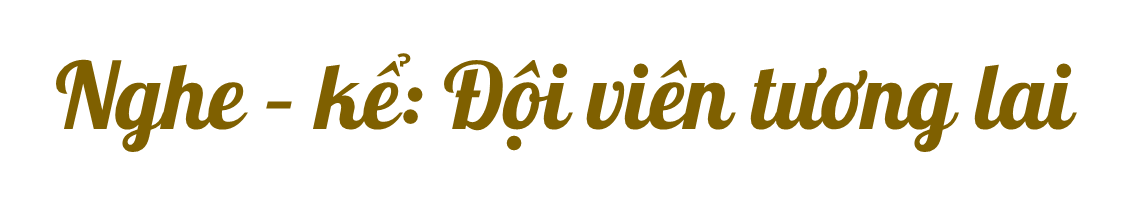 Nghe - kể: Đội viên tương lai